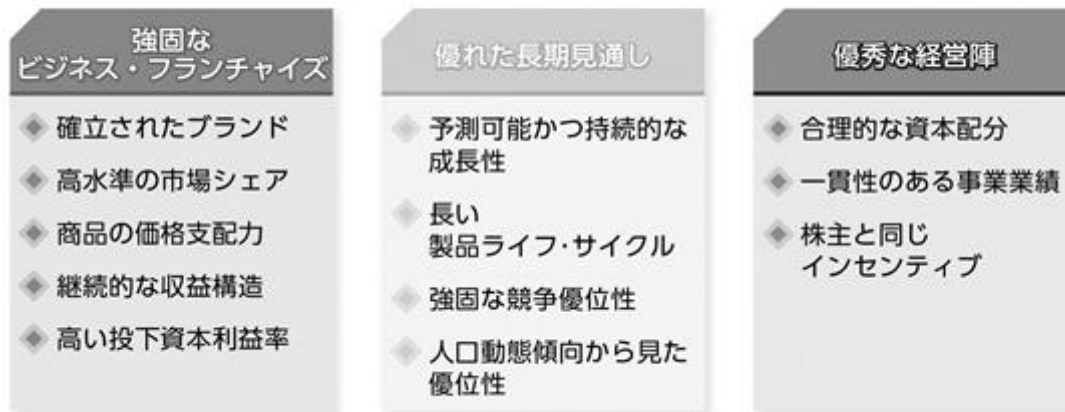 強固な
ビジネス・フランチャイズ
確立されたブランド
高水準の市場シェア
商品の価格支配力
継続的な収益構造
高い投下資本利益率
優れた長期見通し
予測可能かつ持続的な
成長性
長い
製品ライフ・サイクル
強固な競争優位性
人口動態傾向から見た
優位性
優秀な経営陣
合理的な資本配分
一貫性のある事業業績
株主と同じ
インセンティブ